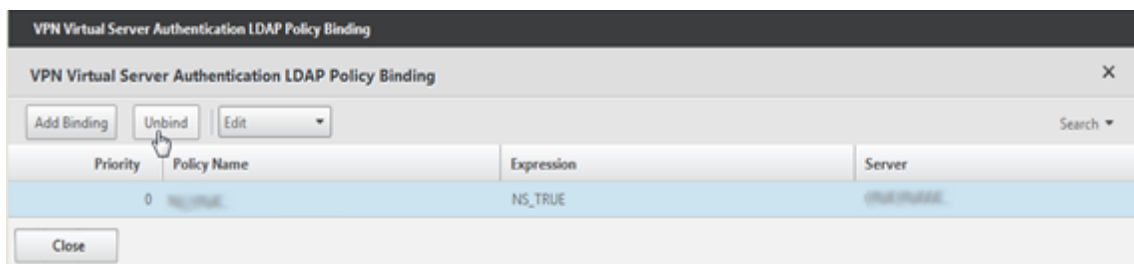 VPN Virtual Server Authentication LDAP Policy Binding
VPN Virtual Server Authentication LDAP Policy Binding
Add Binding Unbind Edit Search
Priority Policy Name Expression Server
0 NS_TRUE
Close